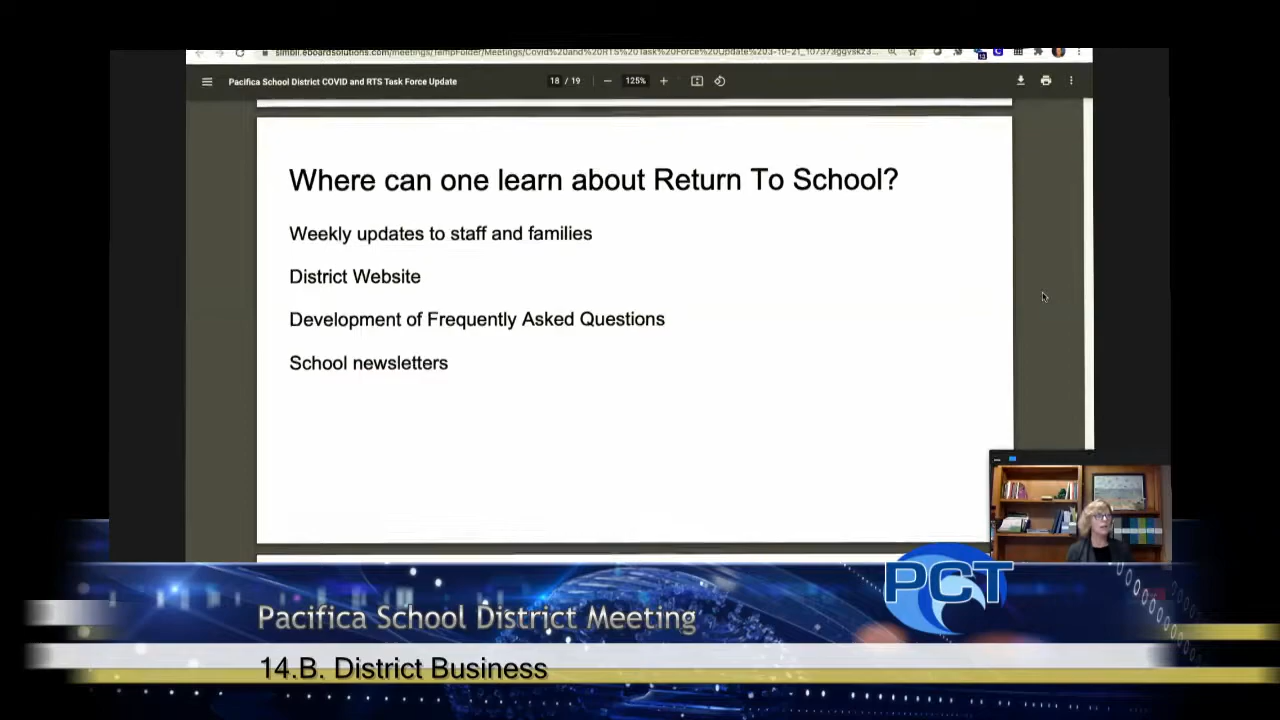 Pacifica School District COVID and RTS Task Force Update
18 / 19
125%
Where can one learn about Return To School?
Weekly updates to staff and families
District Website
Development of Frequently Asked Questions
School newsletters
PCT
Pacifica School District Meeting
14.B. District Business